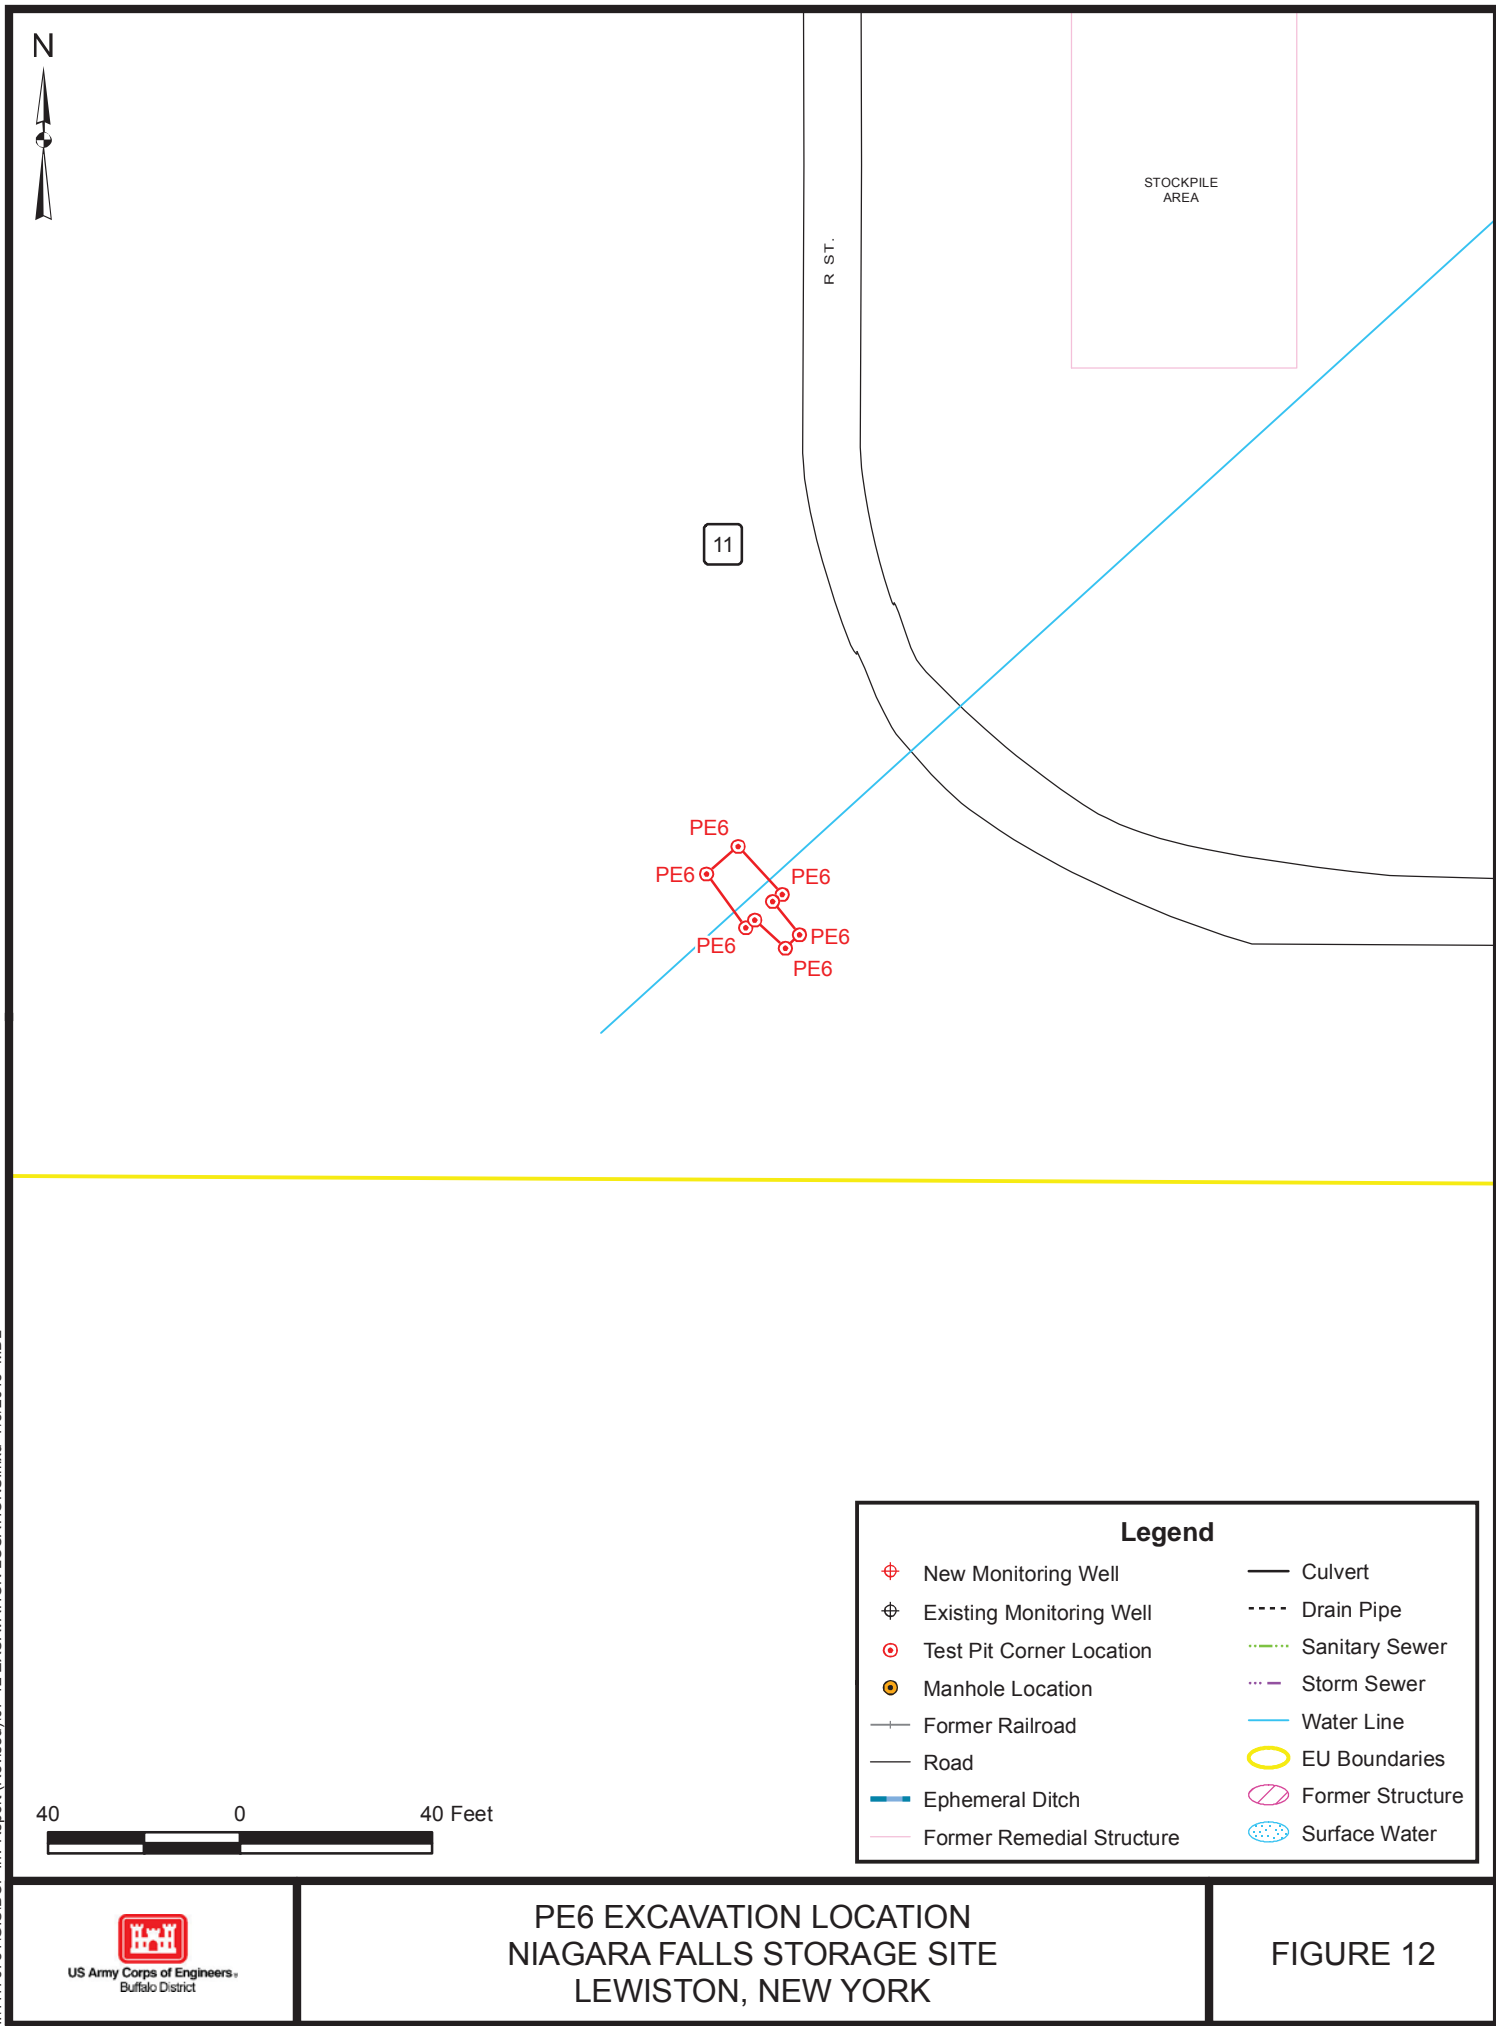 N
STOCKPILE
AREA
R ST.
11
PE6
PE6
PE6
PE6
PE6
PE6
Legend
New Monitoring Well
Existing Monitoring Well
Test Pit Corner Location
Manhole Location
Former Railroad
Road
Ephemeral Ditch
Former Remedial Structure
Culvert
Drain Pipe
Sanitary Sewer
Storm Sewer
Water Line
EU Boundaries
Former Structure
Surface Water
40 0 40 Feet
US Army Corps of Engineers®
Buffalo District
PE6 EXCAVATION LOCATION
NIAGARA FALLS STORAGE SITE
LEWISTON, NEW YORK
FIGURE 12